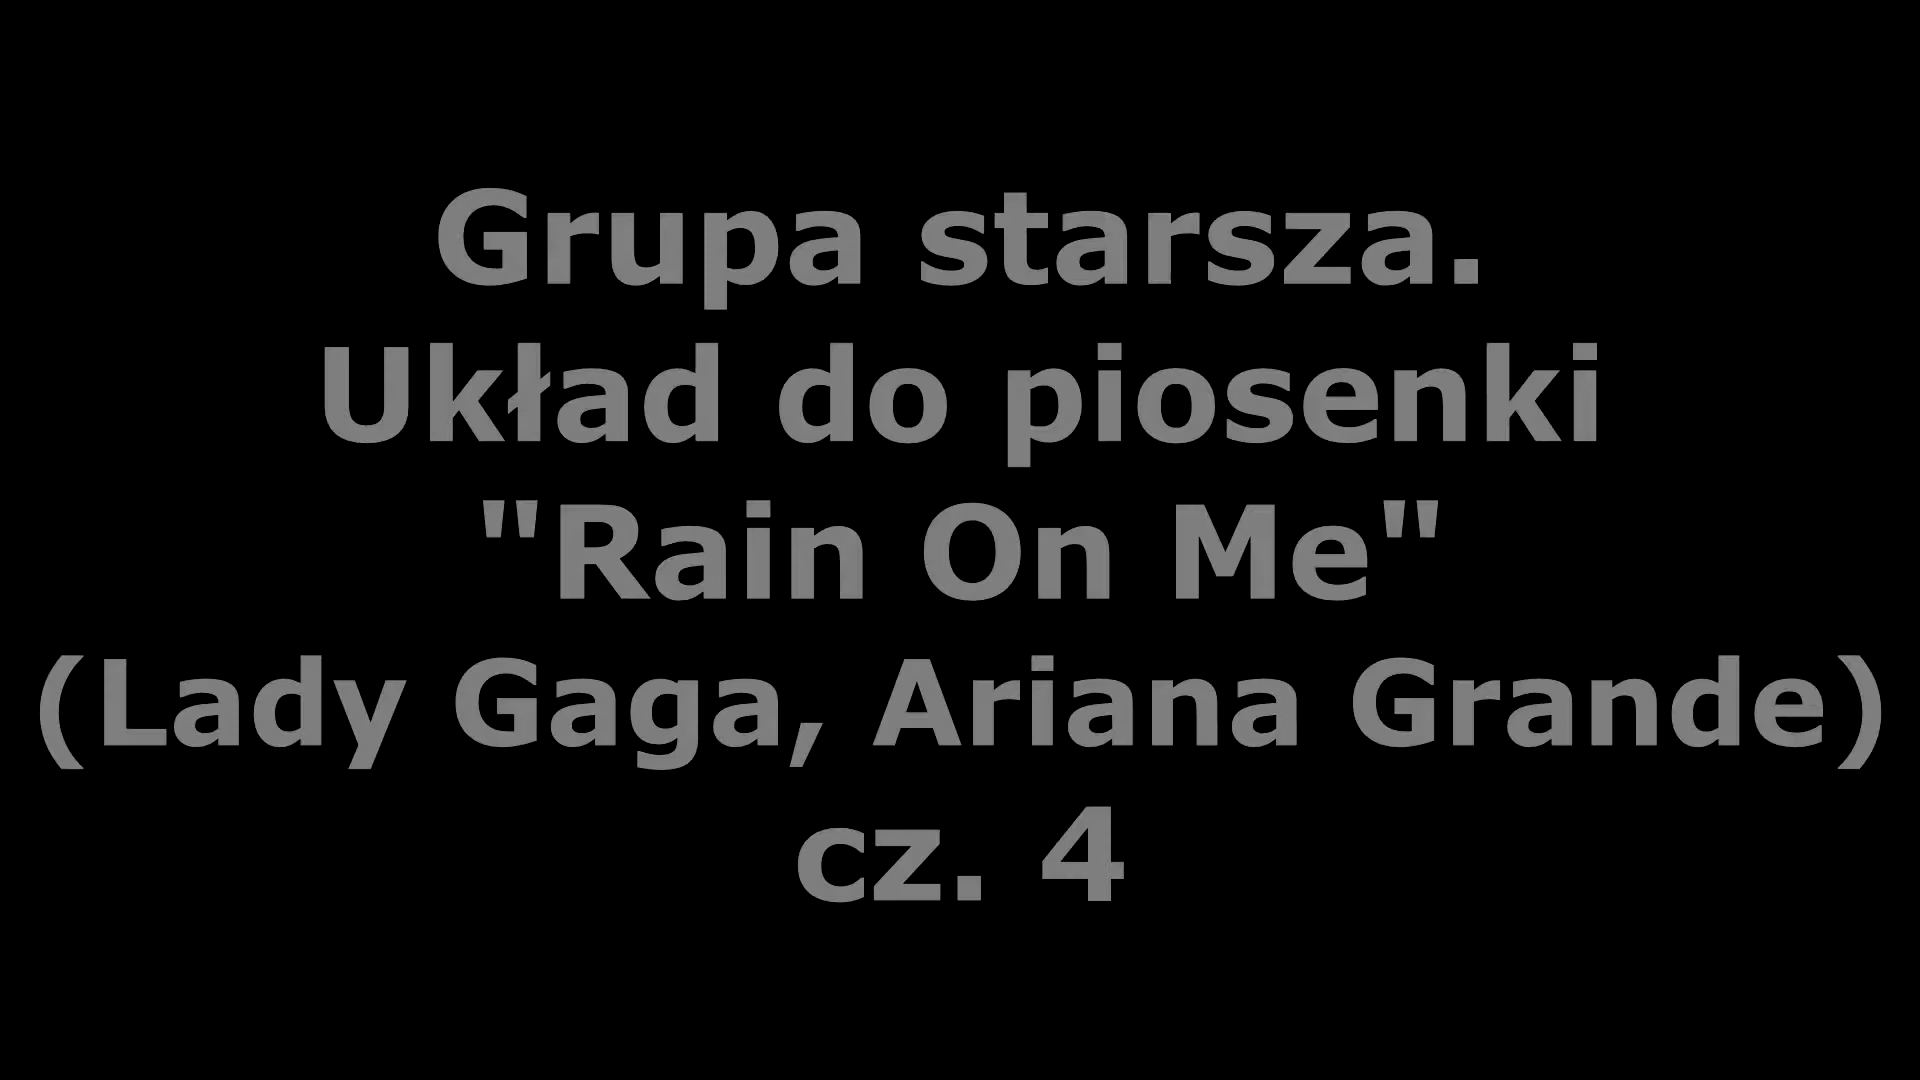 Grupa starsza.
Układ do piosenki
"Rain On Me"
(Lady Gaga, Ariana Grande)
cz. 4